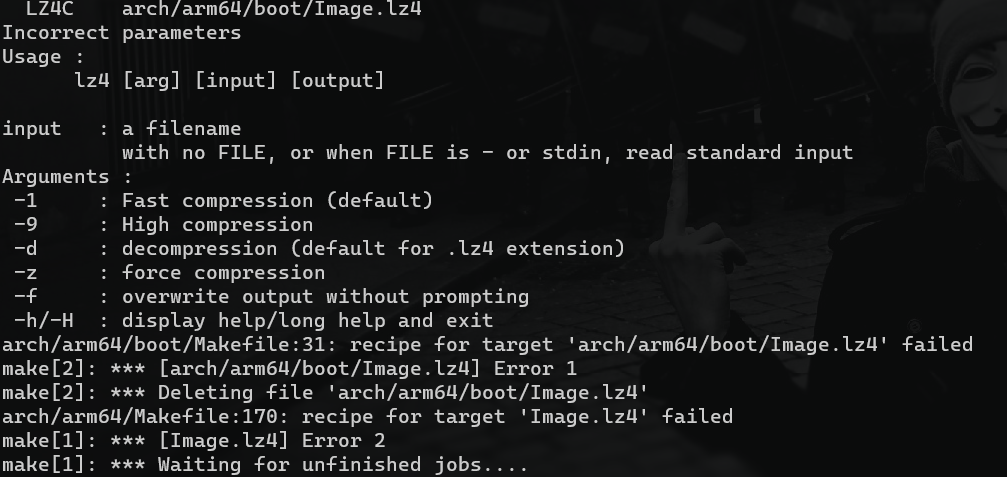 LZ4C    arch/arm64/boot/Image.lz4
Incorrect parameters
Usage :
      lz4 [arg] [input] [output]
input   : a filename
          with no FILE, or when FILE is - or stdin, read standard input
Arguments :
 -1     : Fast compression (default)
 -9     : High compression
 -d     : decompression (default for .lz4 extension)
 -z     : force compression
 -f     : overwrite output without prompting
 -h/-H  : display help/long help and exit
arch/arm64/boot/Makefile:31: recipe for target 'arch/arm64/boot/Image.lz4' failed
make[2]: *** [arch/arm64/boot/Image.lz4] Error 1
make[2]: *** Deleting file 'arch/arm64/boot/Image.lz4'
arch/arm64/Makefile:170: recipe for target 'Image.lz4' failed
make[1]: *** [Image.lz4] Error 2
make[1]: *** Waiting for unfinished jobs....